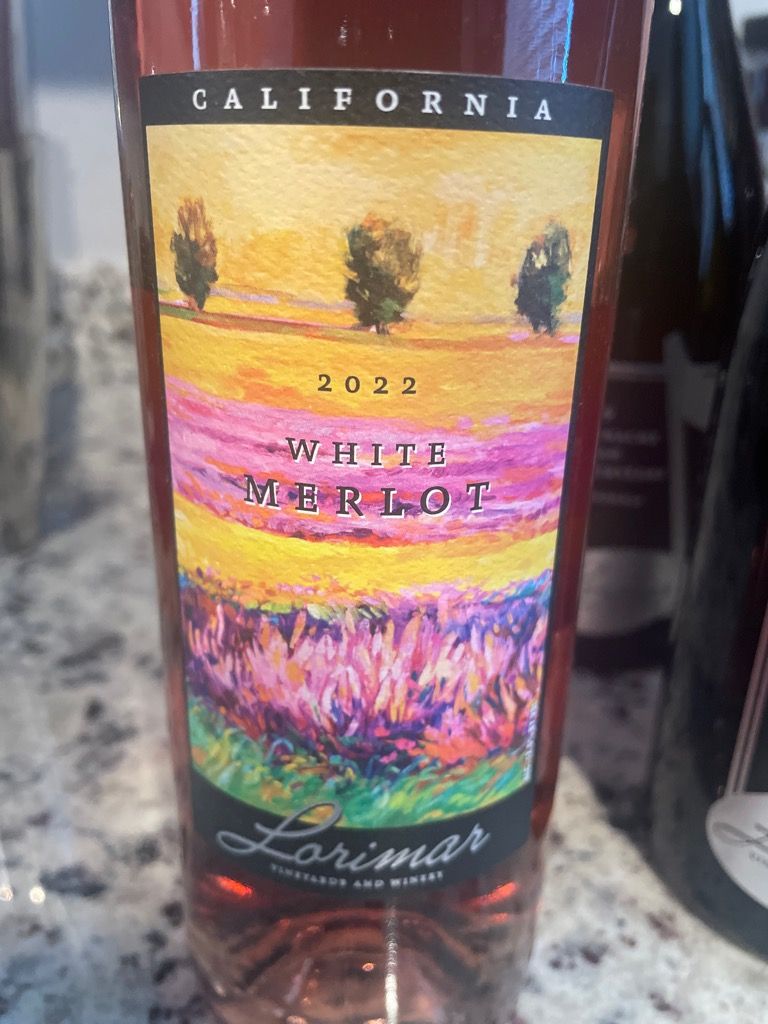 CALIFORNIA
2022
WHITE
MERLOT
Lorimar
VINEYARDS AND WINERY